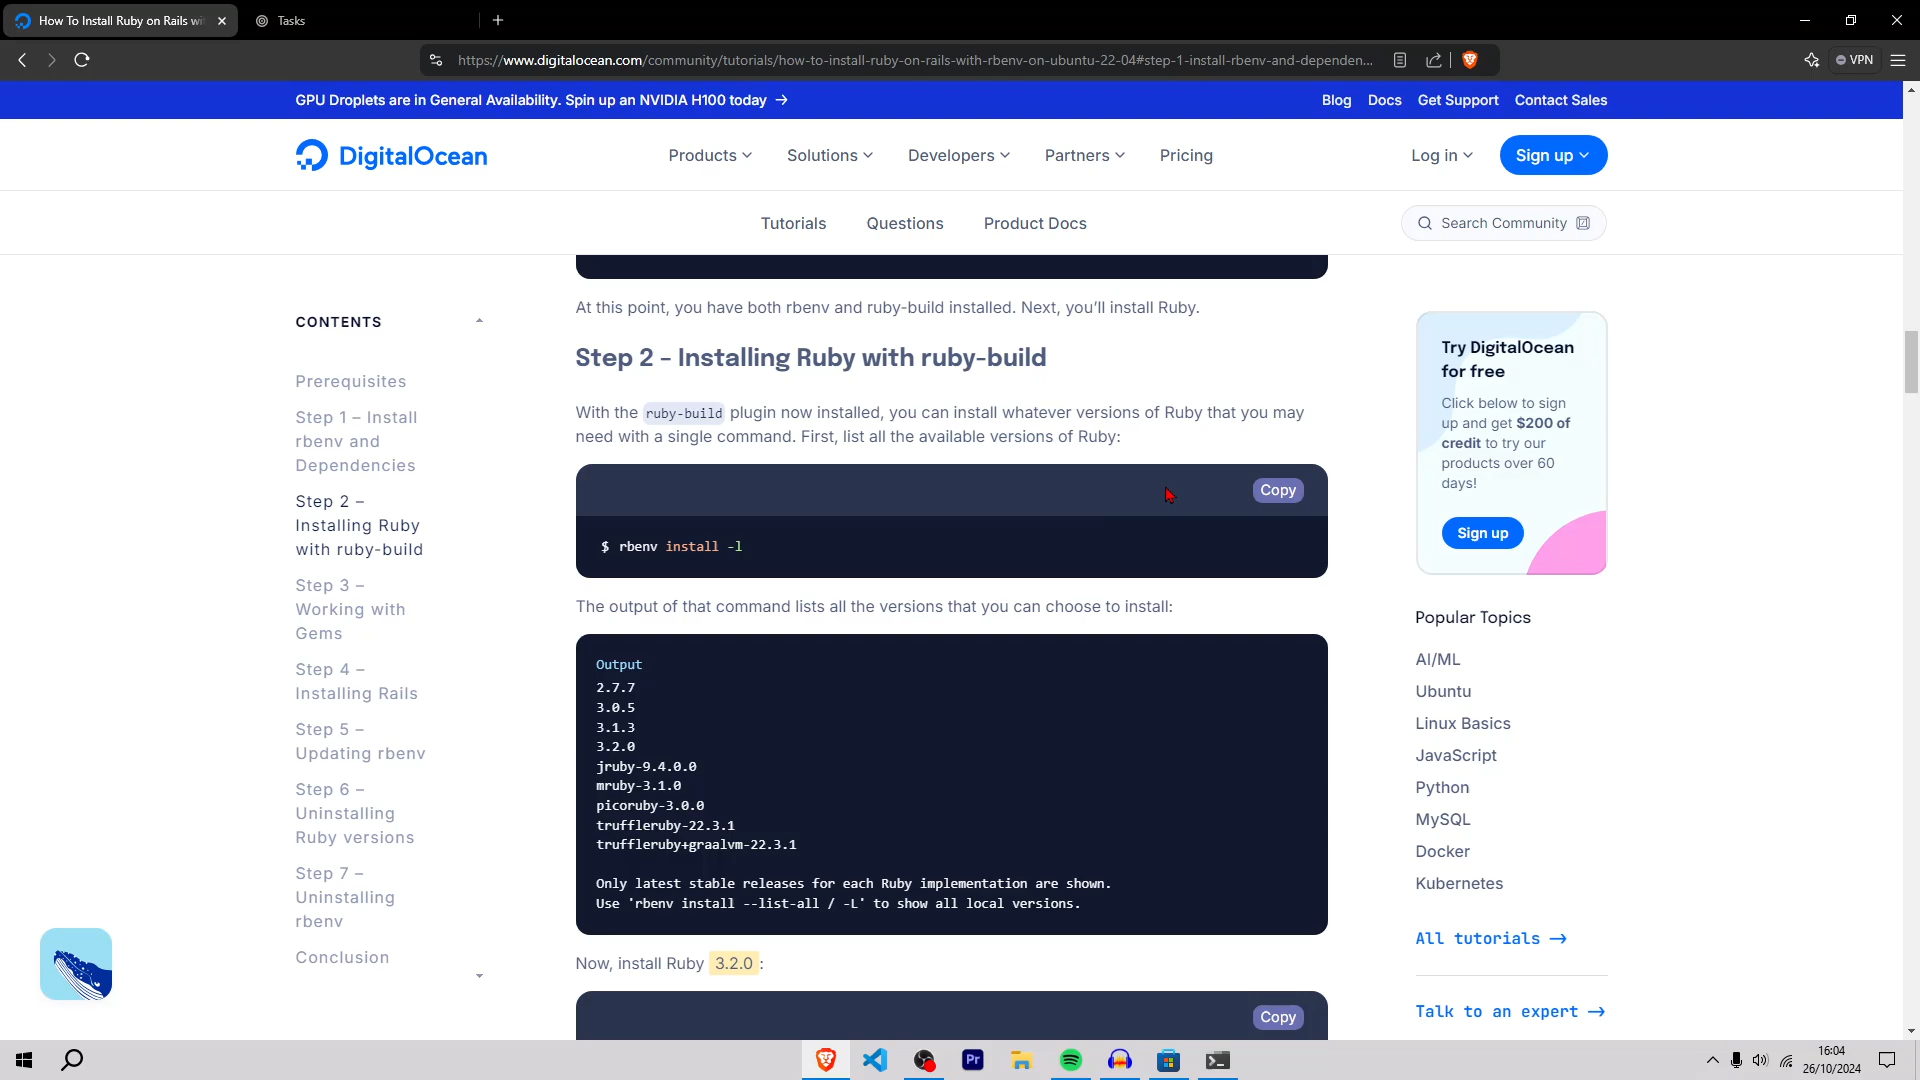 How To Install Ruby on Rails wi
Tasks
https://www.digitalocean.com/community/tutorials/how-to-install-ruby-on-rails-with-rbenv-on-ubuntu-22-04#step-1-install-rbenv-and-dependen...
VPN
GPU Droplets are in General Availability. Spin up an NVIDIA H100 today →
Blog Docs Get Support Contact Sales
DigitalOcean
Products Solutions Developers Partners Pricing
Log in Sign up
Tutorials Questions Product Docs
Search Community /
CONTENTS
Prerequisites
Step 1 – Install
rbenv and
Dependencies
Step 2 –
Installing Ruby
with ruby-build
Step 3 –
Working with
Gems
Step 4 –
Installing Rails
Step 5 –
Updating rbenv
Step 6 –
Uninstalling
Ruby versions
Step 7 –
Uninstalling
rbenv
Conclusion
At this point, you have both rbenv and ruby-build installed. Next, you’ll install Ruby.
Step 2 – Installing Ruby with ruby-build
With the ruby-build plugin now installed, you can install whatever versions of Ruby that you may
need with a single command. First, list all the available versions of Ruby:
Copy
$ rbenv install -l
The output of that command lists all the versions that you can choose to install:
Output
2.7.7
3.0.5
3.1.3
3.2.0
jruby-9.4.0.0
mruby-3.1.0
picoruby-3.0.0
truffleruby-22.3.1
truffleruby+graalvm-22.3.1
Only latest stable releases for each Ruby implementation are shown.
Use 'rbenv install --list-all / -L' to show all local versions.
Now, install Ruby 3.2.0:
Copy
Try DigitalOcean
for free
Click below to sign
up and get $200 of
credit to try our
products over 60
days!
Sign up
Popular Topics
AI/ML
Ubuntu
Linux Basics
JavaScript
Python
MySQL
Docker
Kubernetes
All tutorials →
Talk to an expert →
Pr
16:04
26/10/2024